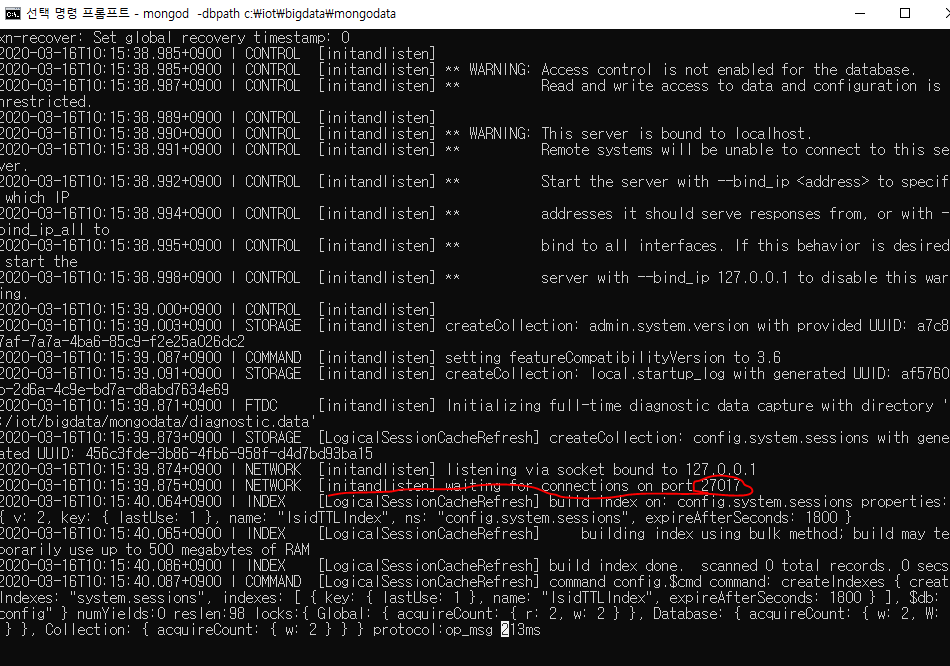 선택 명령 프롬프트 - mongod -dbpath c:₩iot₩bigdata₩mongodata
xn-recover: Set global recovery timestamp: 0
2020-03-16T10:15:38.985+0900 I CONTROL  [initandlisten]
2020-03-16T10:15:38.985+0900 I CONTROL  [initandlisten] ** WARNING: Access control is not enabled for the database.
2020-03-16T10:15:38.987+0900 I CONTROL  [initandlisten] **          Read and write access to data and configuration is
nrestricted.
2020-03-16T10:15:38.989+0900 I CONTROL  [initandlisten]
2020-03-16T10:15:38.990+0900 I CONTROL  [initandlisten] ** WARNING: This server is bound to localhost.
2020-03-16T10:15:38.991+0900 I CONTROL  [initandlisten] **          Remote systems will be unable to connect to this se
ver.
2020-03-16T10:15:38.992+0900 I CONTROL  [initandlisten] **          Start the server with --bind_ip <address> to specif
which IP
2020-03-16T10:15:38.994+0900 I CONTROL  [initandlisten] **          addresses it should serve responses from, or with -
bind_ip_all to
2020-03-16T10:15:38.995+0900 I CONTROL  [initandlisten] **          bind to all interfaces. If this behavior is desired
start the
2020-03-16T10:15:38.998+0900 I CONTROL  [initandlisten] **          server with --bind_ip 127.0.0.1 to disable this war
ing.
2020-03-16T10:15:39.000+0900 I CONTROL  [initandlisten]
2020-03-16T10:15:39.003+0900 I STORAGE  [initandlisten] createCollection: admin.system.version with provided UUID: a7c8
7af-7a7a-4ba6-85c9-f2e25a026dc2
2020-03-16T10:15:39.087+0900 I COMMAND  [initandlisten] setting featureCompatibilityVersion to 3.6
2020-03-16T10:15:39.091+0900 I STORAGE  [initandlisten] createCollection: local.startup_log with generated UUID: af5760
b-2d6a-4c9e-bd7a-d8abd7634e69
2020-03-16T10:15:39.871+0900 I FTDC     [initandlisten] Initializing full-time diagnostic data capture with directory '
:/iot/bigdata/mongodata/diagnostic.data'
2020-03-16T10:15:39.873+0900 I STORAGE  [LogicalSessionCacheRefresh] createCollection: config.system.sessions with gene
ated UUID: 456c3fde-3b86-4fb6-958f-d4d7bd93ba15
2020-03-16T10:15:39.874+0900 I NETWORK  [initandlisten] listening via socket bound to 127.0.0.1
2020-03-16T10:15:39.875+0900 I NETWORK  [initandlisten] waiting for connections on port 27017
2020-03-16T10:15:40.064+0900 I INDEX    [LogicalSessionCacheRefresh] build index on: config.system.sessions properties:
{ v: 2, key: { lastUse: 1 }, name: "lsidTTLIndex", ns: "config.system.sessions", expireAfterSeconds: 1800 }
2020-03-16T10:15:40.065+0900 I INDEX    [LogicalSessionCacheRefresh]     building index using bulk method; build may te
porarily use up to 500 megabytes of RAM
2020-03-16T10:15:40.086+0900 I INDEX    [LogicalSessionCacheRefresh] build index done.  scanned 0 total records. 0 secs
2020-03-16T10:15:40.087+0900 I COMMAND  [LogicalSessionCacheRefresh] command config.$cmd command: createIndexes { creat
Indexes: "system.sessions", indexes: [ { key: { lastUse: 1 }, name: "lsidTTLIndex", expireAfterSeconds: 1800 } ], $db:
config" } numYields:0 reslen:98 locks:{ Global: { acquireCount: { r: 2, w: 2 } }, Database: { acquireCount: { w: 2, W:
} }, Collection: { acquireCount: { w: 2 } } } protocol:op_msg 213ms